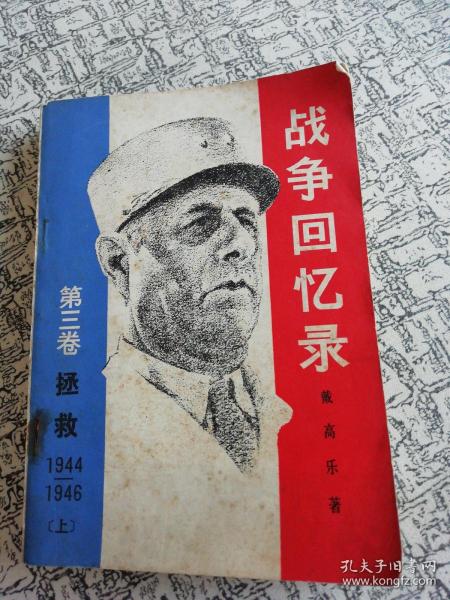 战争回忆录
戴高乐 著
第三卷
拯救
1944
—
1946
〔上〕
孔夫子旧书网
www.kongfz.com